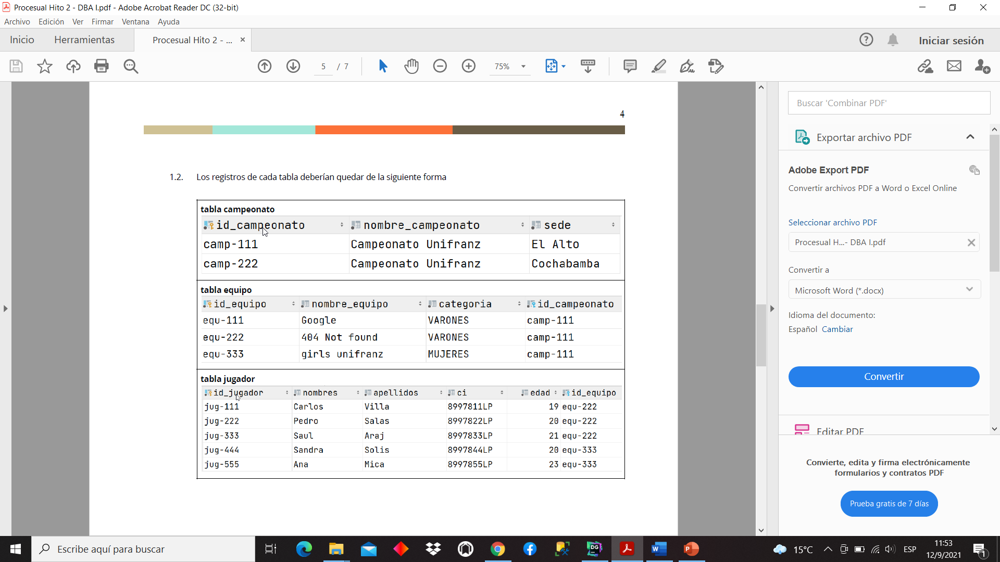 Procesual Hito 2 - DBA I.pdf - Adobe Acrobat Reader DC (32-bit)
Archivo Edición Ver Firmar Ventana Ayuda
Inicio Herramientas Procesual Hito 2 - ... × Iniciar sesión
5 / 7 75%
4
1.2. Los registros de cada tabla deberían quedar de la siguiente forma
tabla campeonato
id_campeonato nombre_campeonato sede
camp-111 Campeonato Unifranz El Alto
camp-222 Campeonato Unifranz Cochabamba
tabla equipo
id_equipo nombre_equipo categoria id_campeonato
equ-111 Google VARONES camp-111
equ-222 404 Not found VARONES camp-111
equ-333 girls unifranz MUJERES camp-111
tabla jugador
id_jugador nombres apellidos ci edad id_equipo
jug-111 Carlos Villa 8997811LP 19 equ-222
jug-222 Pedro Salas 8997822LP 20 equ-222
jug-333 Saul Araj 8997833LP 21 equ-222
jug-444 Sandra Solis 8997844LP 20 equ-333
jug-555 Ana Mica 8997855LP 23 equ-333
Buscar 'Combinar PDF'
Exportar archivo PDF
Adobe Export PDF
Convertir archivos PDF a Word o Excel Online
Seleccionar archivo PDF
Procesual H...- DBA I.pdf
Convertir a
Microsoft Word (*.docx)
Idioma del documento:
Español Cambiar
Convertir
Editar PDF
Convierte, edita y firma electrónicamente
formularios y contratos PDF
Prueba gratis de 7 días
Escribe aquí para buscar
DG
W
P
15°C
ESP
11:53
12/9/2021
1